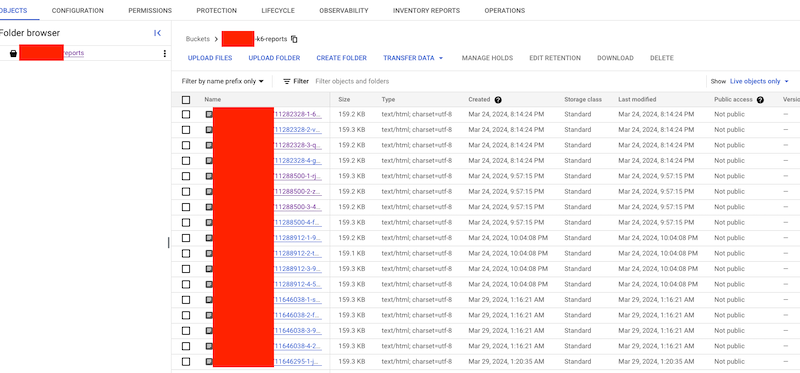 OBJECTS CONFIGURATION PERMISSIONS PROTECTION LIFECYCLE OBSERVABILITY INVENTORY REPORTS OPERATIONS
Folder browser
reports
Buckets > -k6-reports
UPLOAD FILES UPLOAD FOLDER CREATE FOLDER TRANSFER DATA MANAGE HOLDS EDIT RETENTION DOWNLOAD DELETE
Filter by name prefix only Filter Filter objects and folders Show Live objects only
Name Size Type Created Storage class Last modified Public access Versio
11282328-1-6... 159.2 KB text/html; charset=utf-8 Mar 24, 2024, 8:14:24 PM Standard Mar 24, 2024, 8:14:24 PM Not public —
11282328-2-v... 159.3 KB text/html; charset=utf-8 Mar 24, 2024, 8:14:24 PM Standard Mar 24, 2024, 8:14:24 PM Not public —
11282328-3-q... 159.2 KB text/html; charset=utf-8 Mar 24, 2024, 8:14:24 PM Standard Mar 24, 2024, 8:14:24 PM Not public —
11282328-4-g... 159.2 KB text/html; charset=utf-8 Mar 24, 2024, 8:14:24 PM Standard Mar 24, 2024, 8:14:24 PM Not public —
11288500-1-rj... 159.3 KB text/html; charset=utf-8 Mar 24, 2024, 9:57:15 PM Standard Mar 24, 2024, 9:57:15 PM Not public —
11288500-2-z... 159.2 KB text/html; charset=utf-8 Mar 24, 2024, 9:57:15 PM Standard Mar 24, 2024, 9:57:15 PM Not public —
11288500-3-4... 159.2 KB text/html; charset=utf-8 Mar 24, 2024, 9:57:15 PM Standard Mar 24, 2024, 9:57:15 PM Not public —
11288500-4-f... 159.3 KB text/html; charset=utf-8 Mar 24, 2024, 9:57:15 PM Standard Mar 24, 2024, 9:57:15 PM Not public —
11288912-1-9... 159.2 KB text/html; charset=utf-8 Mar 24, 2024, 10:04:08 PM Standard Mar 24, 2024, 10:04:08 PM Not public —
11288912-2-t... 159.1 KB text/html; charset=utf-8 Mar 24, 2024, 10:04:08 PM Standard Mar 24, 2024, 10:04:08 PM Not public —
11288912-3-9... 159.3 KB text/html; charset=utf-8 Mar 24, 2024, 10:04:08 PM Standard Mar 24, 2024, 10:04:08 PM Not public —
11288912-4-5... 159.3 KB text/html; charset=utf-8 Mar 24, 2024, 10:04:08 PM Standard Mar 24, 2024, 10:04:08 PM Not public —
11646038-1-s... 159.3 KB text/html; charset=utf-8 Mar 29, 2024, 1:16:21 AM Standard Mar 29, 2024, 1:16:21 AM Not public —
11646038-2-f... 159.3 KB text/html; charset=utf-8 Mar 29, 2024, 1:16:21 AM Standard Mar 29, 2024, 1:16:21 AM Not public —
11646038-3-9... 159.3 KB text/html; charset=utf-8 Mar 29, 2024, 1:16:21 AM Standard Mar 29, 2024, 1:16:21 AM Not public —
11646038-4-2... 159.3 KB text/html; charset=utf-8 Mar 29, 2024, 1:16:21 AM Standard Mar 29, 2024, 1:16:21 AM Not public —
11646295-1-j... 159.3 KB text/html; charset=utf-8 Mar 29, 2024, 1:20:35 AM Standard Mar 29, 2024, 1:20:35 AM Not public —